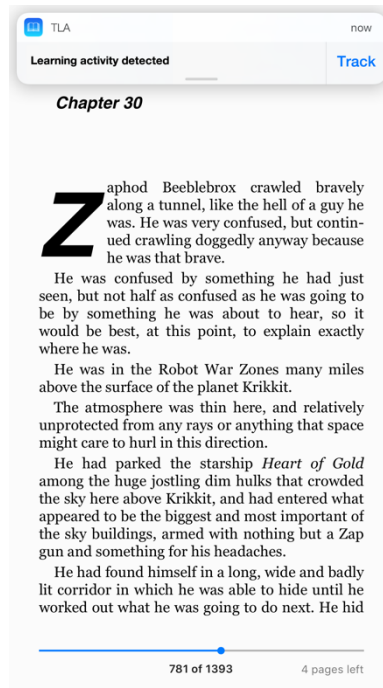 TLA now
Learning activity detected Track
Chapter 30
Zaphod Beeblebrox crawled bravely
along a tunnel, like the hell of a guy he
was. He was very confused, but contin-
ued crawling doggedly anyway because
he was that brave.
He was confused by something he had just
seen, but not half as confused as he was going to
be by something he was about to hear, so it
would be best, at this point, to explain exactly
where he was.
He was in the Robot War Zones many miles
above the surface of the planet Krikkit.
The atmosphere was thin here, and relatively
unprotected from any rays or anything that space
might care to hurl in this direction.
He had parked the starship Heart of Gold
among the huge jostling dim hulks that crowded
the sky here above Krikkit, and had entered what
appeared to be the biggest and most important of
the sky buildings, armed with nothing but a Zap
gun and something for his headaches.
He had found himself in a long, wide and badly
lit corridor in which he was able to hide until he
worked out what he was going to do next. He hid
781 of 1393 4 pages left